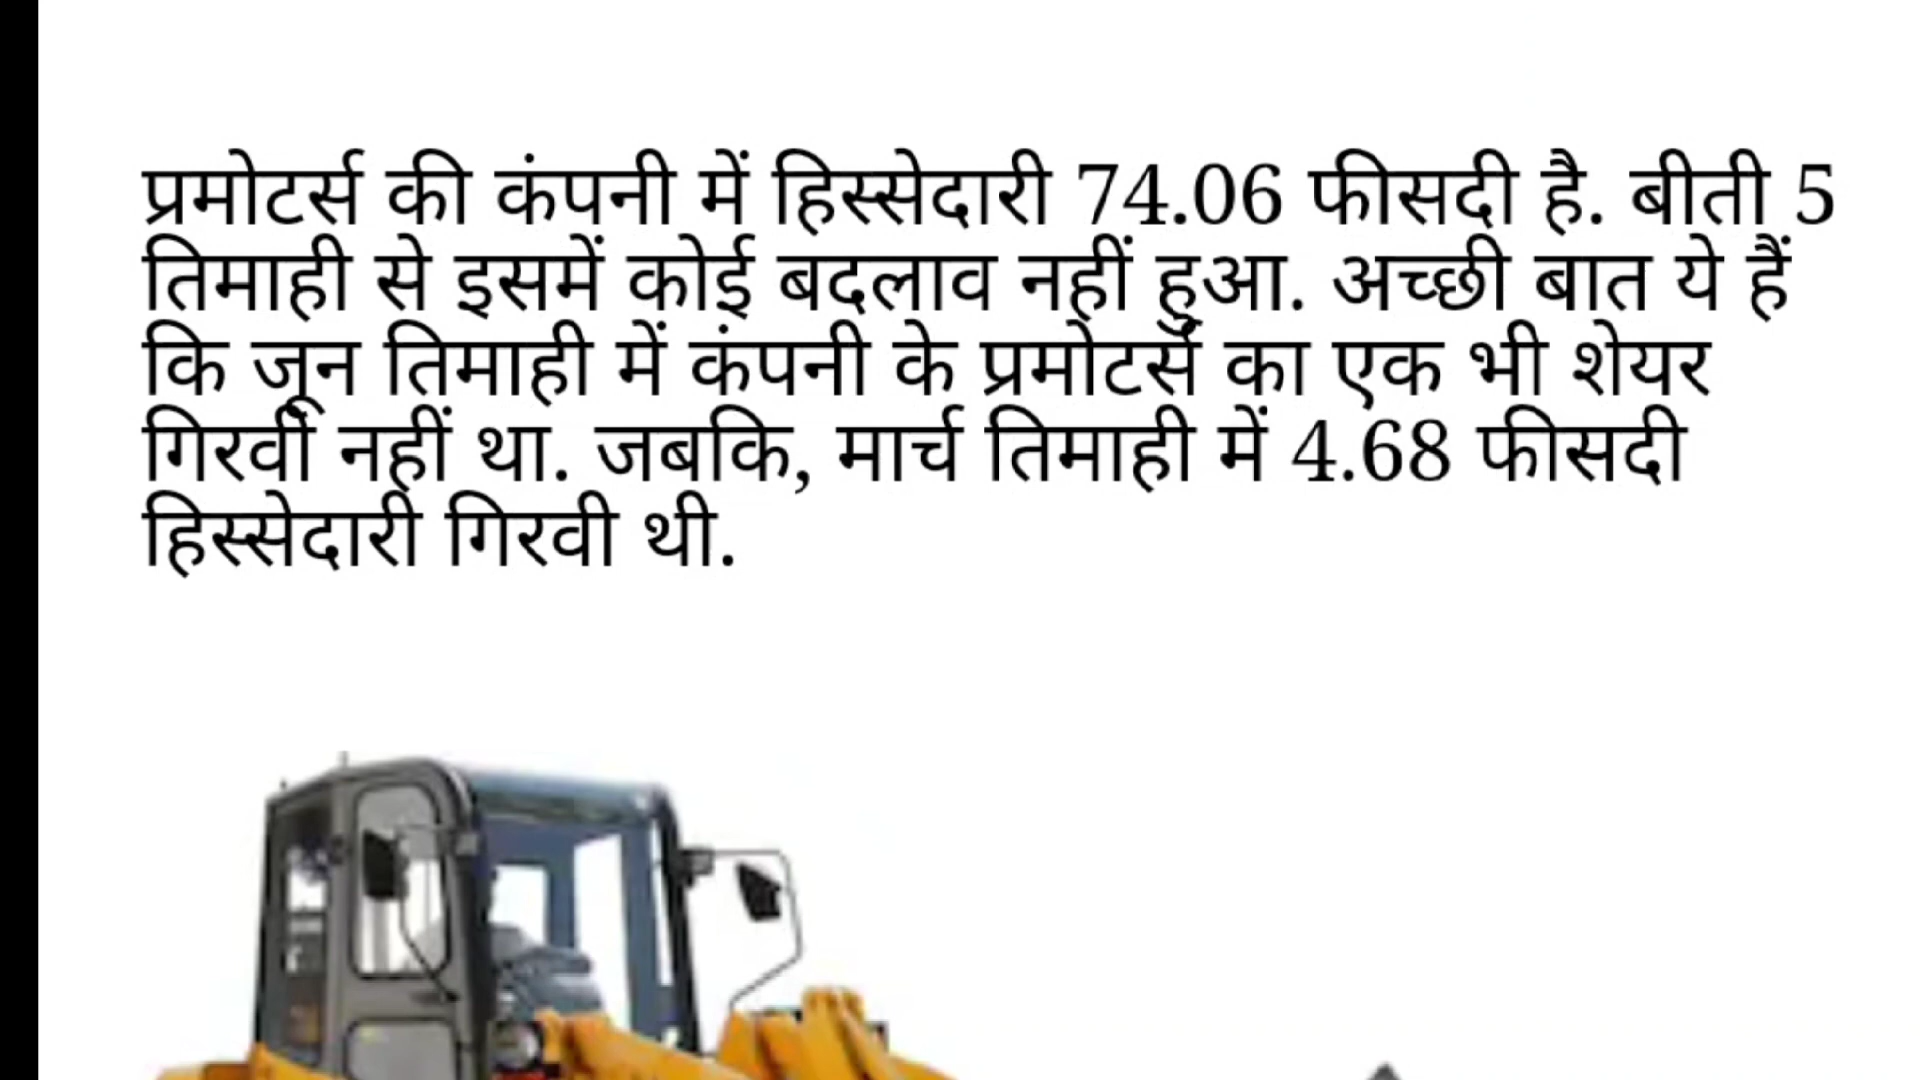 प्रमोटर्स की कंपनी में हिस्सेदारी 74.06 फीसदी है. बीती 5
तिमाही से इसमें कोई बदलाव नहीं हुआ. अच्छी बात ये हैं
कि जून तिमाही में कंपनी के प्रमोटर्स का एक भी शेयर
गिरवी नहीं था. जबकि, मार्च तिमाही में 4.68 फीसदी
हिस्सेदारी गिरवी थी.